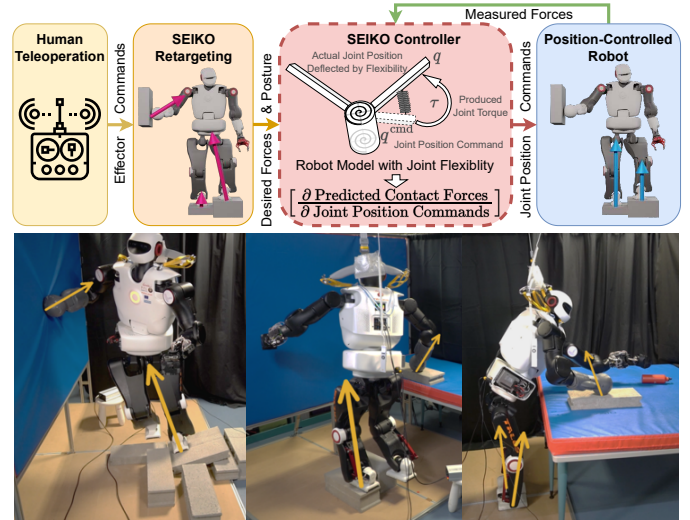 Measured Forces
Human
Teleoperation
Commands
Effector
SEIKO
Retargeting
& Posture
Desired Forces
SEIKO Controller
Actual Joint Position
Deflected by Flexibility
q
τ
Produced
Joint Torque
q^cmd
Joint Position Command
Robot Model with Joint Flexiblity
[∂ Predicted Contact Forces
∂ Joint Position Commands]
Commands
Joint Position
Position-Controlled
Robot